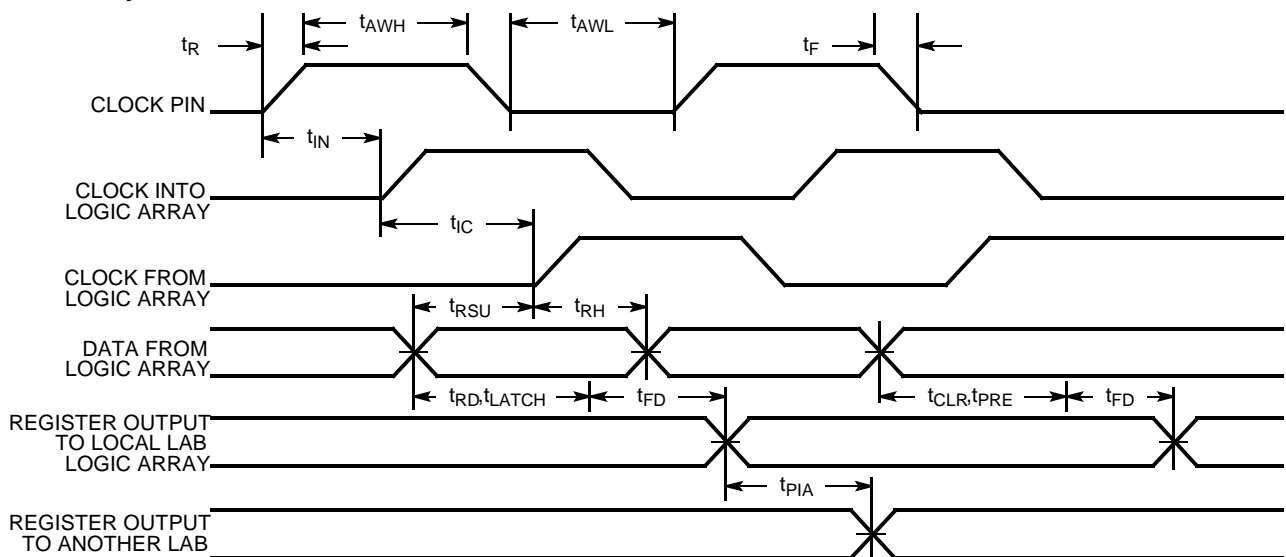 tAWH
tAWL
tR
tF
CLOCK PIN
tIN
CLOCK INTO
LOGIC ARRAY
tIC
CLOCK FROM
LOGIC ARRAY
tRSU
tRH
DATA FROM
LOGIC ARRAY
tRD,tLATCH
tFD
tCLR,tPRE
tFD
REGISTER OUTPUT
TO LOCAL LAB
LOGIC ARRAY
tPIA
REGISTER OUTPUT
TO ANOTHER LAB